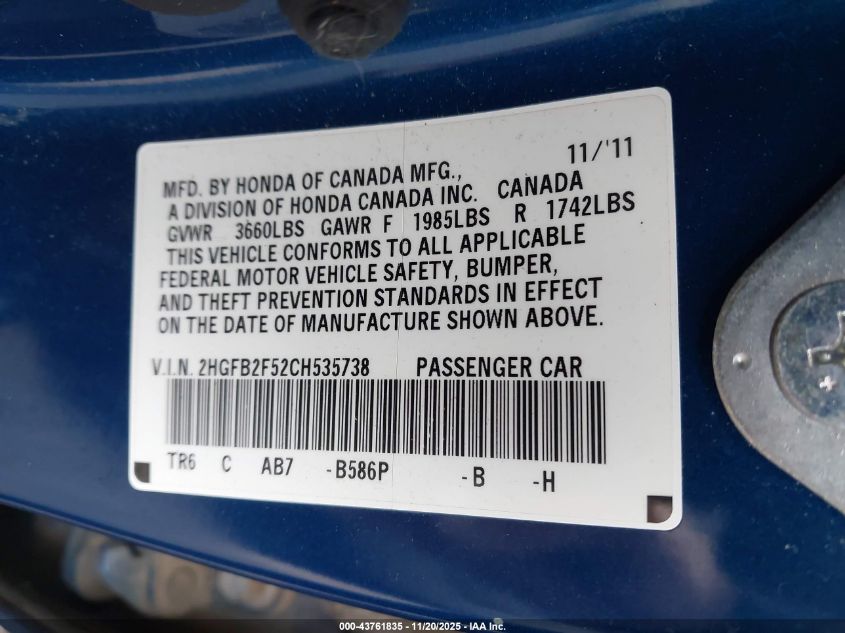 11/'11
MFD. BY HONDA OF CANADA MFG.,
A DIVISION OF HONDA CANADA INC. CANADA
GVWR 3660LBS GAWR F 1985LBS R 1742LBS
THIS VEHICLE CONFORMS TO ALL APPLICABLE
FEDERAL MOTOR VEHICLE SAFETY, BUMPER,
AND THEFT PREVENTION STANDARDS IN EFFECT
ON THE DATE OF MANUFACTURE SHOWN ABOVE.
V.I.N. 2HGFB2F52CH535738 PASSENGER CAR
TR6 C AB7 -B586P -B -H
000-43761835 - 11/20/2025 - IAA Inc.